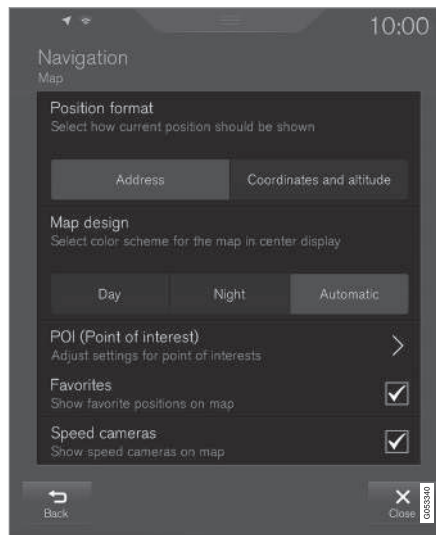 10:00
Navigation
Map
Position format
Select how current position should be shown
Address
Coordinates and altitude
Map design
Select color scheme for the map in center display
Day
Night
Automatic
POI (Point of interest)
Adjust settings for point of interests
Favorites
Show favorite positions on map
Speed cameras
Show speed cameras on map
Back
Close
G053340